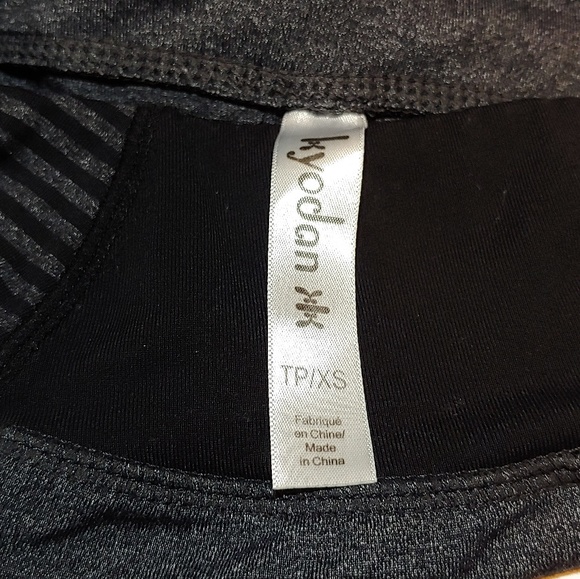 kyodan
TP/XS
Fabriqué
en Chine/
Made
in China